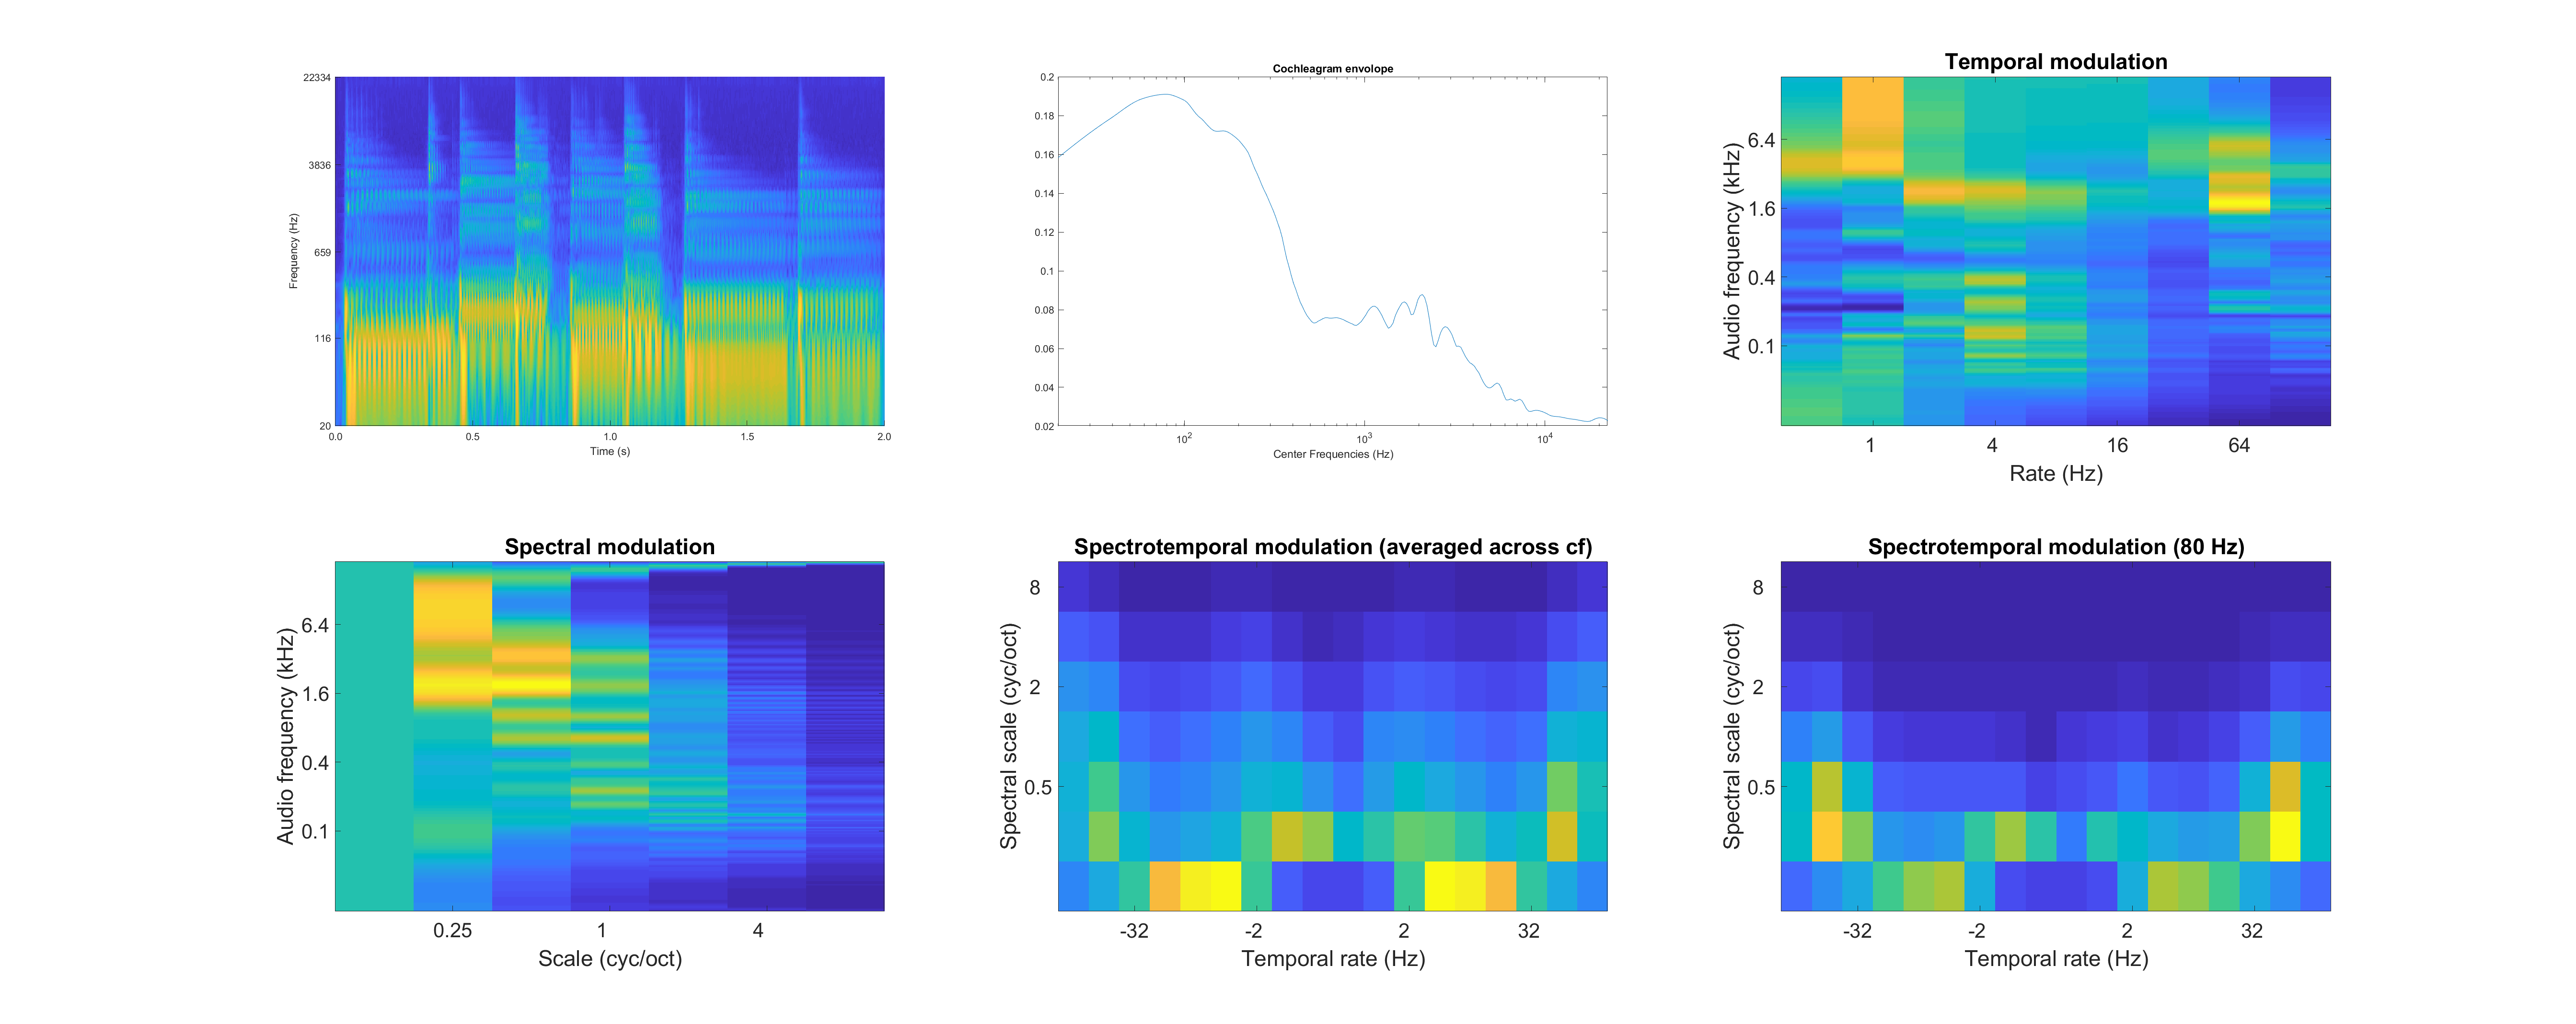 22334
3836
659
116
20
0.0 0.5 1.0 1.5 2.0
Frequency (Hz)
Time (s)
Cochleagram envolope
0.2
0.18
0.16
0.14
0.12
0.1
0.08
0.06
0.04
0.02
10² 10³ 10⁴
Center Frequencies (Hz)
Temporal modulation
6.4
1.6
0.4
0.1
Audio frequency (kHz)
1 4 16 64
Rate (Hz)
Spectral modulation
6.4
1.6
0.4
0.1
Audio frequency (kHz)
0.25 1 4
Scale (cyc/oct)
Spectrotemporal modulation (averaged across cf)
8
2
0.5
Spectral scale (cyc/oct)
-32 -2 2 32
Temporal rate (Hz)
Spectrotemporal modulation (80 Hz)
8
2
0.5
Spectral scale (cyc/oct)
-32 -2 2 32
Temporal rate (Hz)